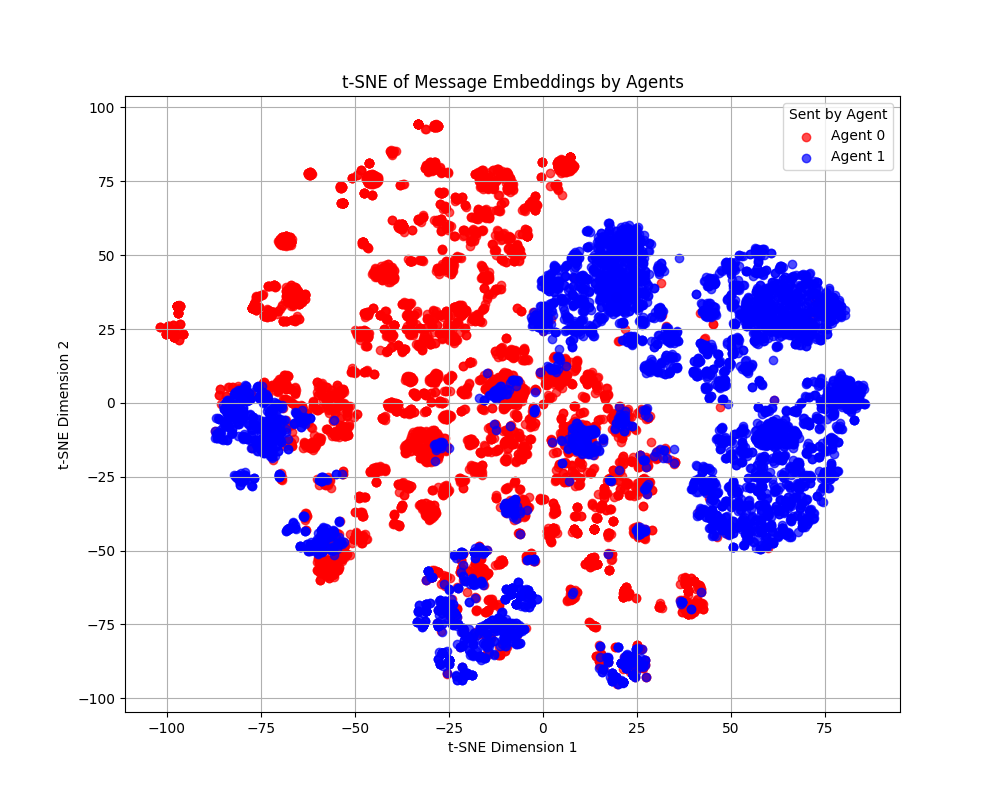 t-SNE of Message Embeddings by Agents
Sent by Agent
Agent 0
Agent 1
t-SNE Dimension 2
100
75
50
25
0
−25
−50
−75
−100
−100
−75
−50
−25
0
25
50
75
t-SNE Dimension 1